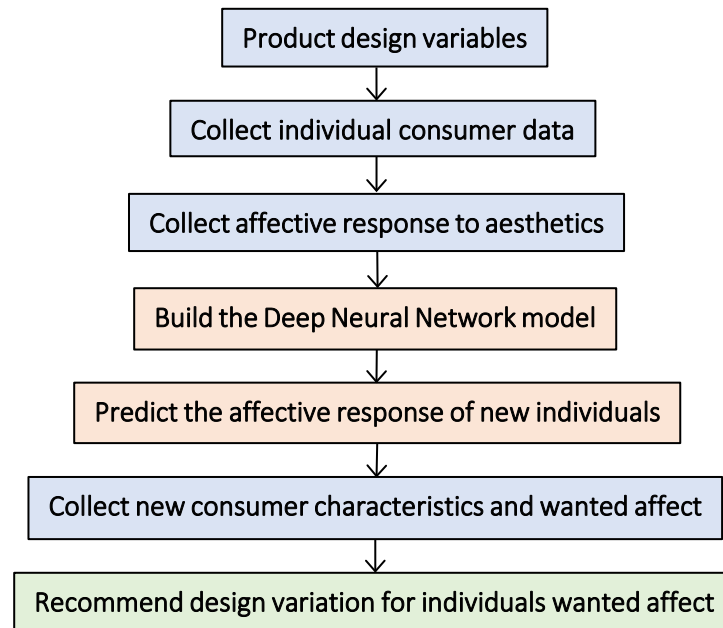 Product design variables
Collect individual consumer data
Collect affective response to aesthetics
Build the Deep Neural Network model
Predict the affective response of new individuals
Collect new consumer characteristics and wanted affect
Recommend design variation for individuals wanted affect